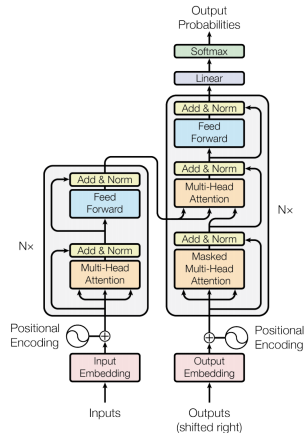 Output
Probabilities
Softmax
Linear
Add & Norm
Feed
Forward
Add & Norm
Multi-Head
Attention
Add & Norm
Masked
Multi-Head
Attention
Nx
Positional
Encoding
Output
Embedding
Outputs
(shifted right)
Add & Norm
Feed
Forward
Nx
Add & Norm
Multi-Head
Attention
Positional
Encoding
Input
Embedding
Inputs